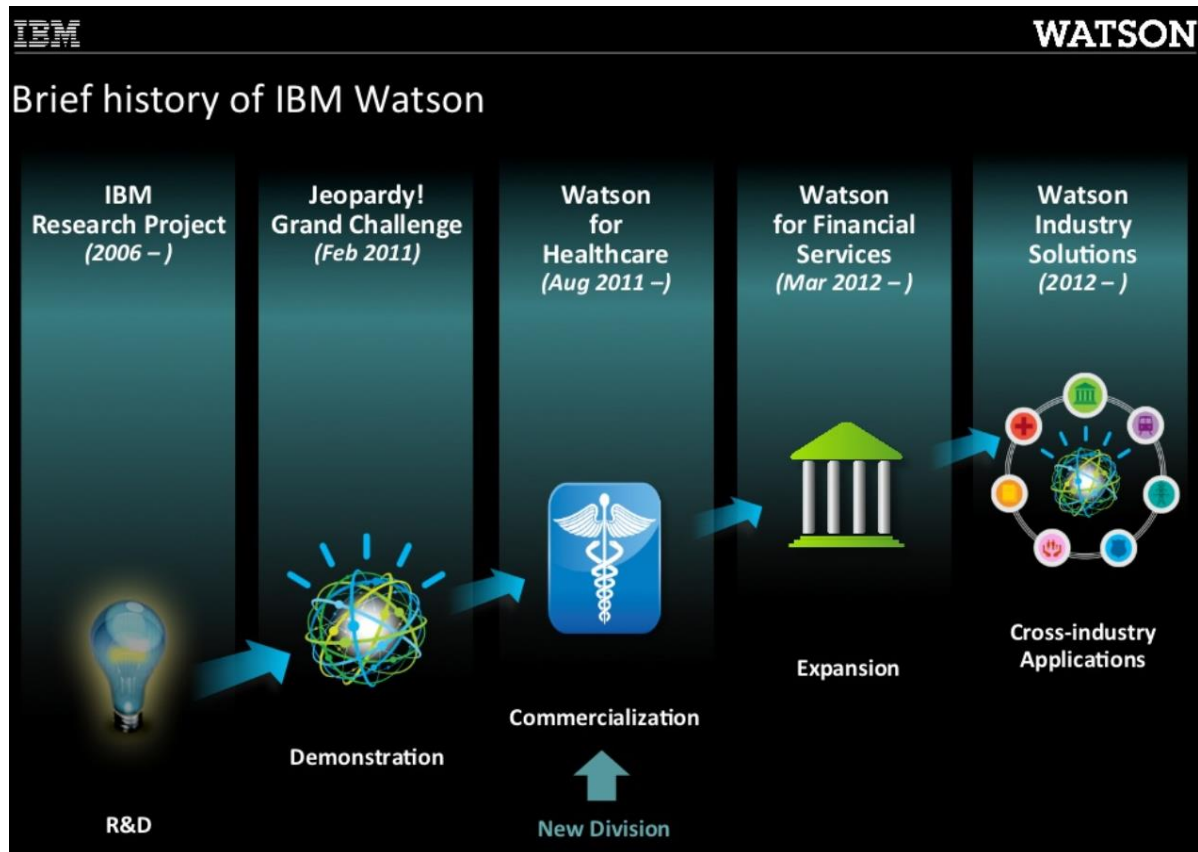 IBM
WATSON
Brief history of IBM Watson
IBM
Research Project
(2006 – )
Jeopardy!
Grand Challenge
(Feb 2011)
Watson
for
Healthcare
(Aug 2011 –)
Watson
for Financial
Services
(Mar 2012 – )
Watson
Industry
Solutions
(2012 – )
R&D
Demonstration
Commercialization
New Division
Expansion
Cross-industry
Applications